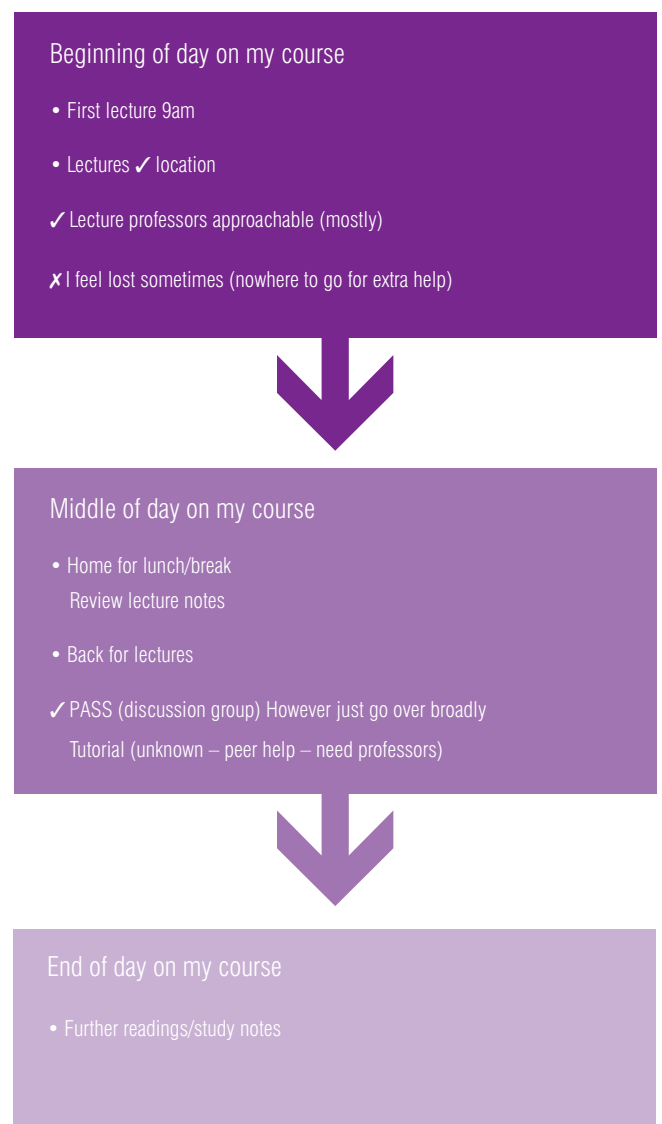 Beginning of day on my course
• First lecture 9am
• Lectures ✓ location
✓ Lecture professors approachable (mostly)
✗ I feel lost sometimes (nowhere to go for extra help)
Middle of day on my course
• Home for lunch/break
Review lecture notes
• Back for lectures
✓ PASS (discussion group) However just go over broadly
Tutorial (unknown – peer help – need professors)
End of day on my course
• Further readings/study notes